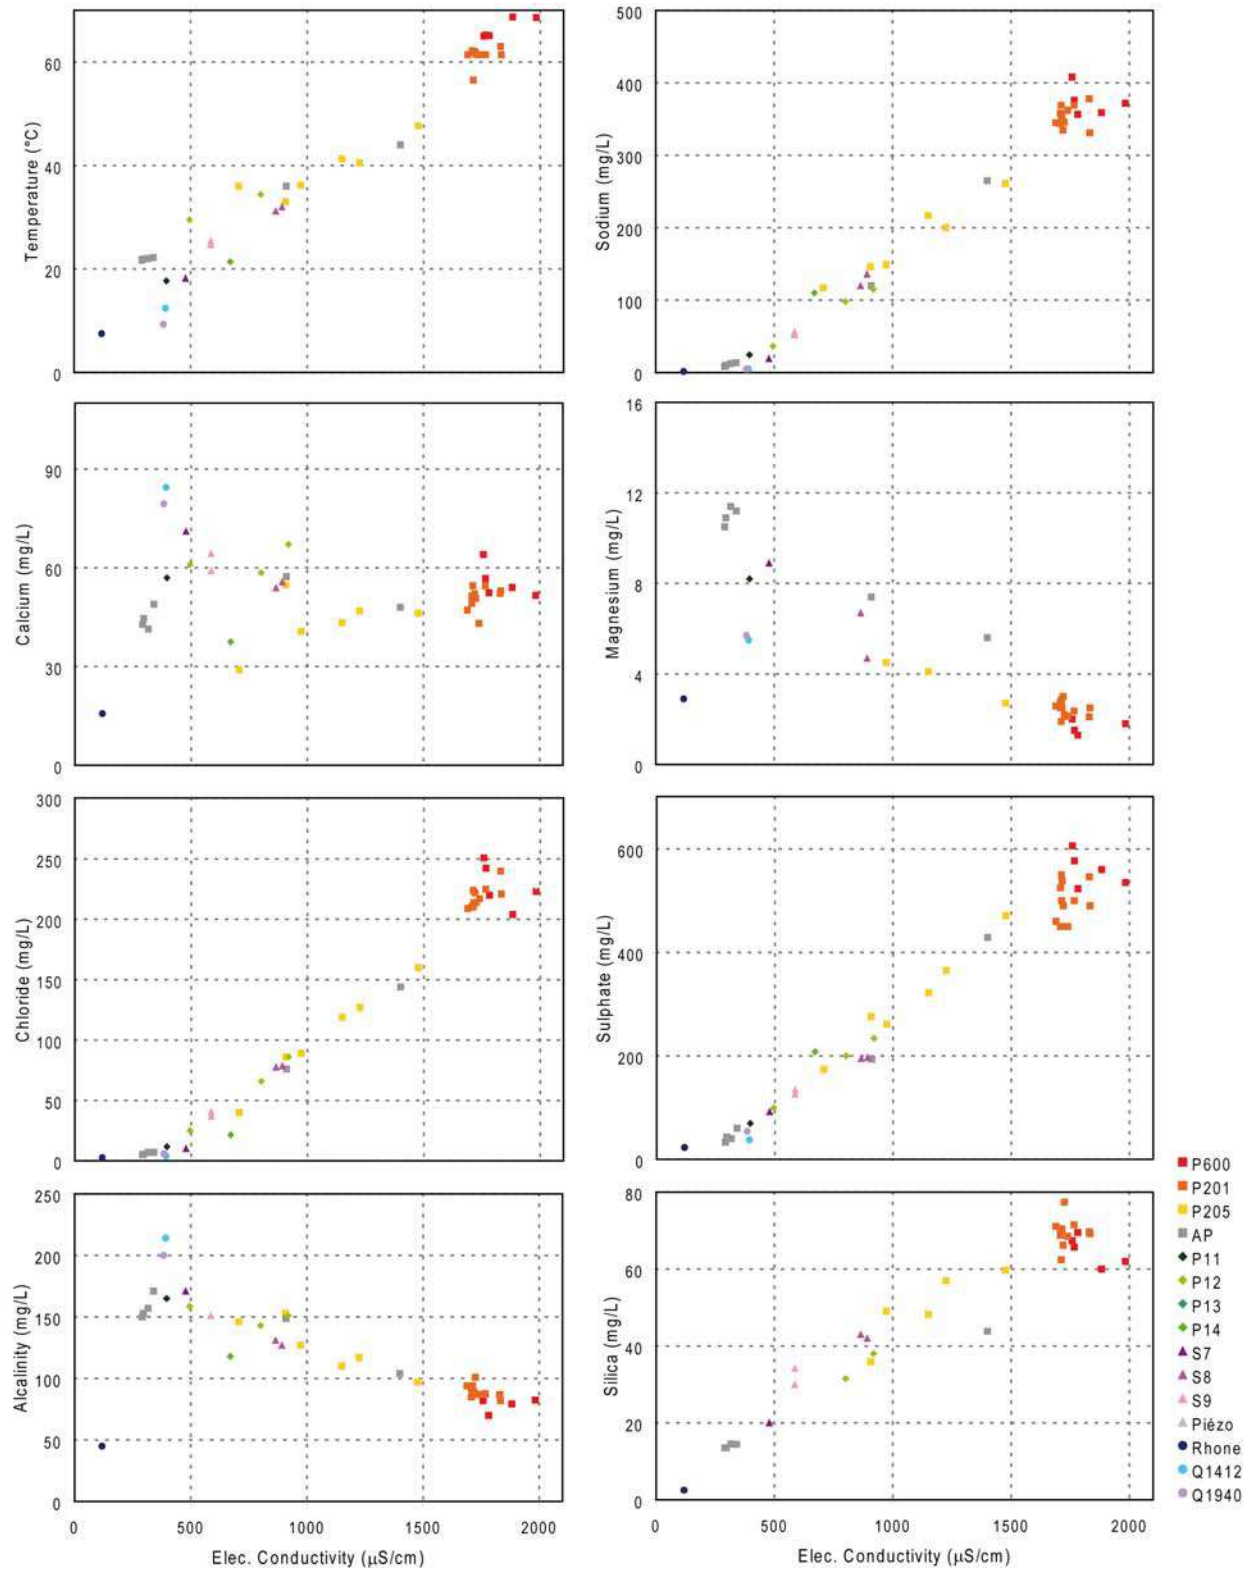 60
40
20
0
Temperature (°C)
500
400
300
200
100
0
Sodium (mg/L)
90
60
30
0
Calcium (mg/L)
16
12
8
4
0
Magnesium (mg/L)
300
250
200
150
100
50
0
Chloride (mg/L)
600
400
200
0
Sulphate (mg/L)
250
200
150
100
50
0
Alcalinity (mg/L)
0 500 1000 1500 2000
Elec. Conductivity (µS/cm)
80
60
40
20
0
Silica (mg/L)
0 500 1000 1500 2000
Elec. Conductivity (µS/cm)
P600
P201
P205
AP
P11
P12
P13
P14
S7
S8
S9
Piézo
Rhone
Q1412
Q1940